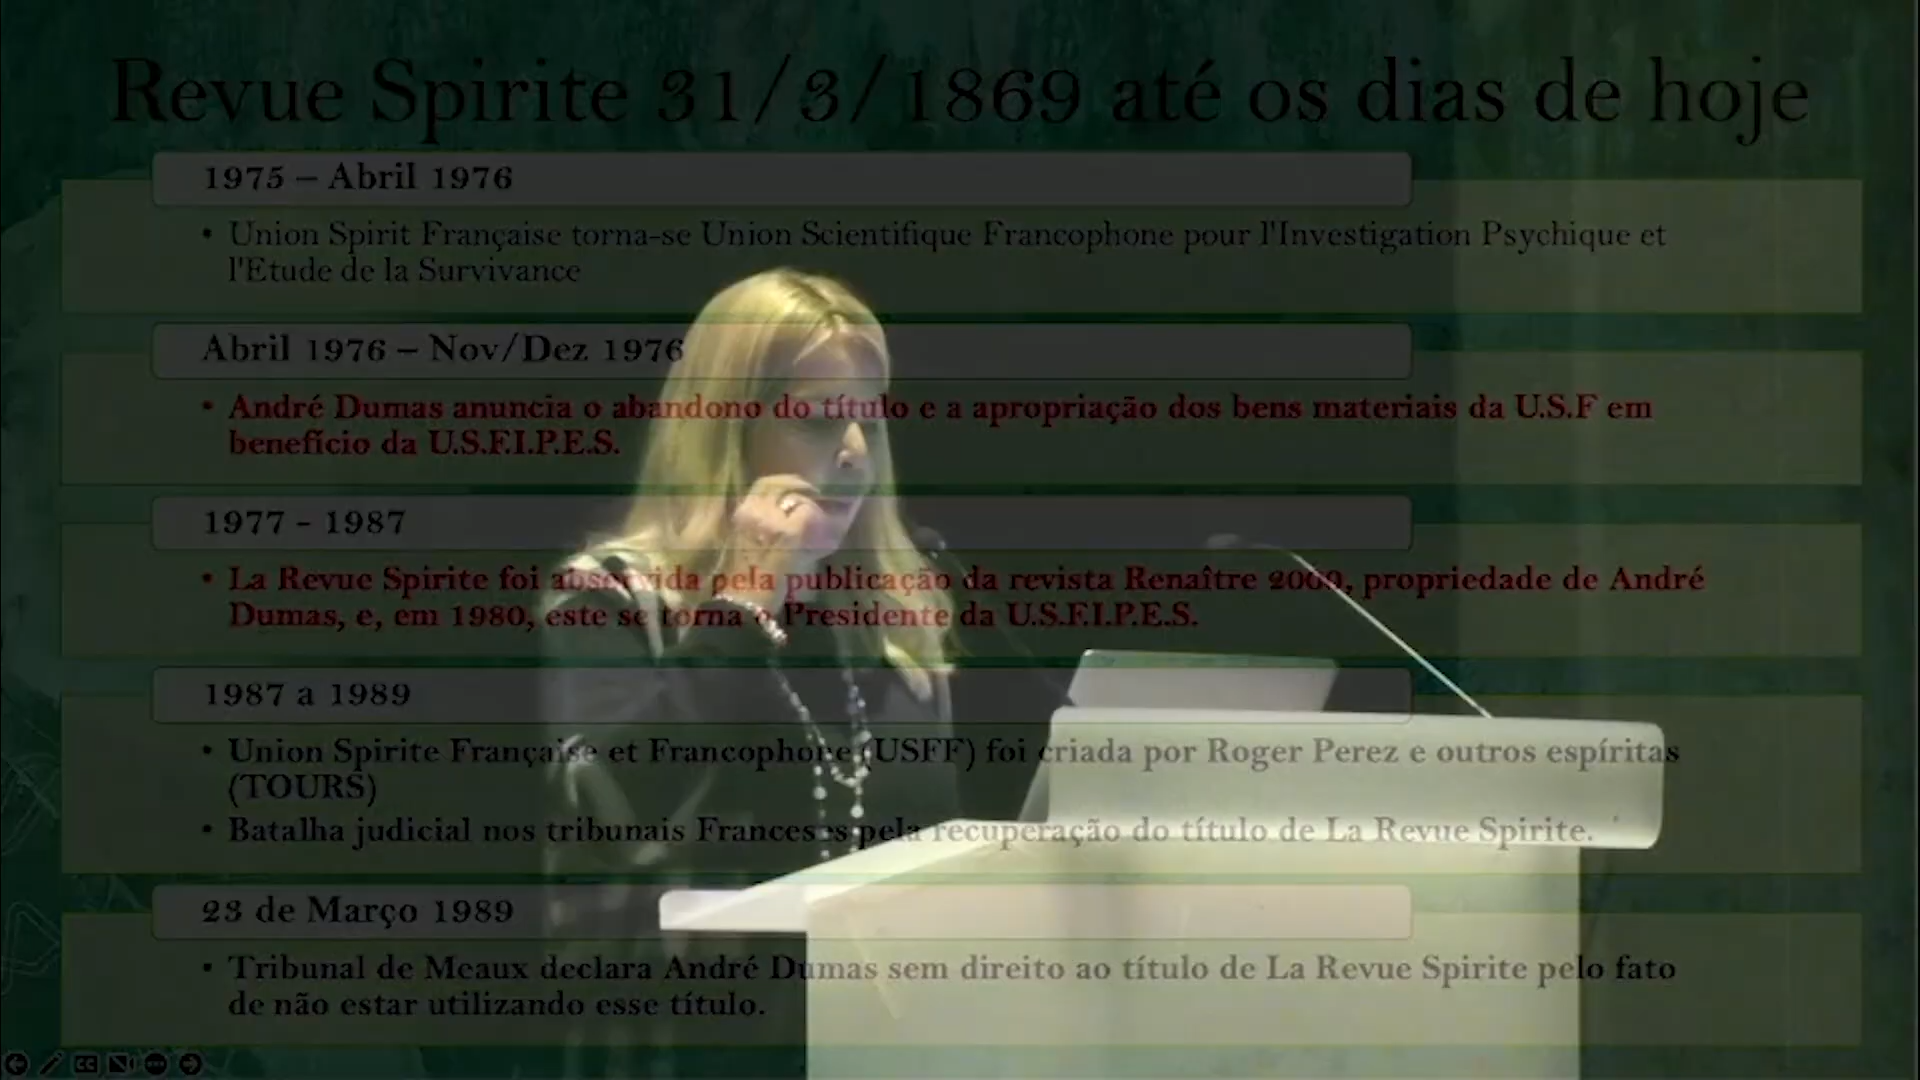 Revue Spirite 31/3/1869 até os dias de hoje
1975 – Abril 1976
• Union Spirit Française torna-se Union Scientifique Francophone pour l'Investigation Psychique et
l'Etude de la Survivance
Abril 1976 – Nov/Dez 1976
• André Dumas anuncia o abandono do título e a apropriação dos bens materiais da U.S.F em
benefício da U.S.F.I.P.E.S.
1977 - 1987
• La Revue Spirite foi absorvida pela publicação da revista Renaître 2000, propriedade de André
Dumas, e, em 1980, este se torna o Presidente da U.S.F.I.P.E.S.
1987 a 1989
• Union Spirite Française et Francophone (USFF) foi criada por Roger Perez e outros espíritas
(TOURS)
• Batalha judicial nos tribunais Franceses pela recuperação do título de La Revue Spirite.
23 de Março 1989
• Tribunal de Meaux declara André Dumas sem direito ao título de La Revue Spirite pelo fato
de não estar utilizando esse título.
CC